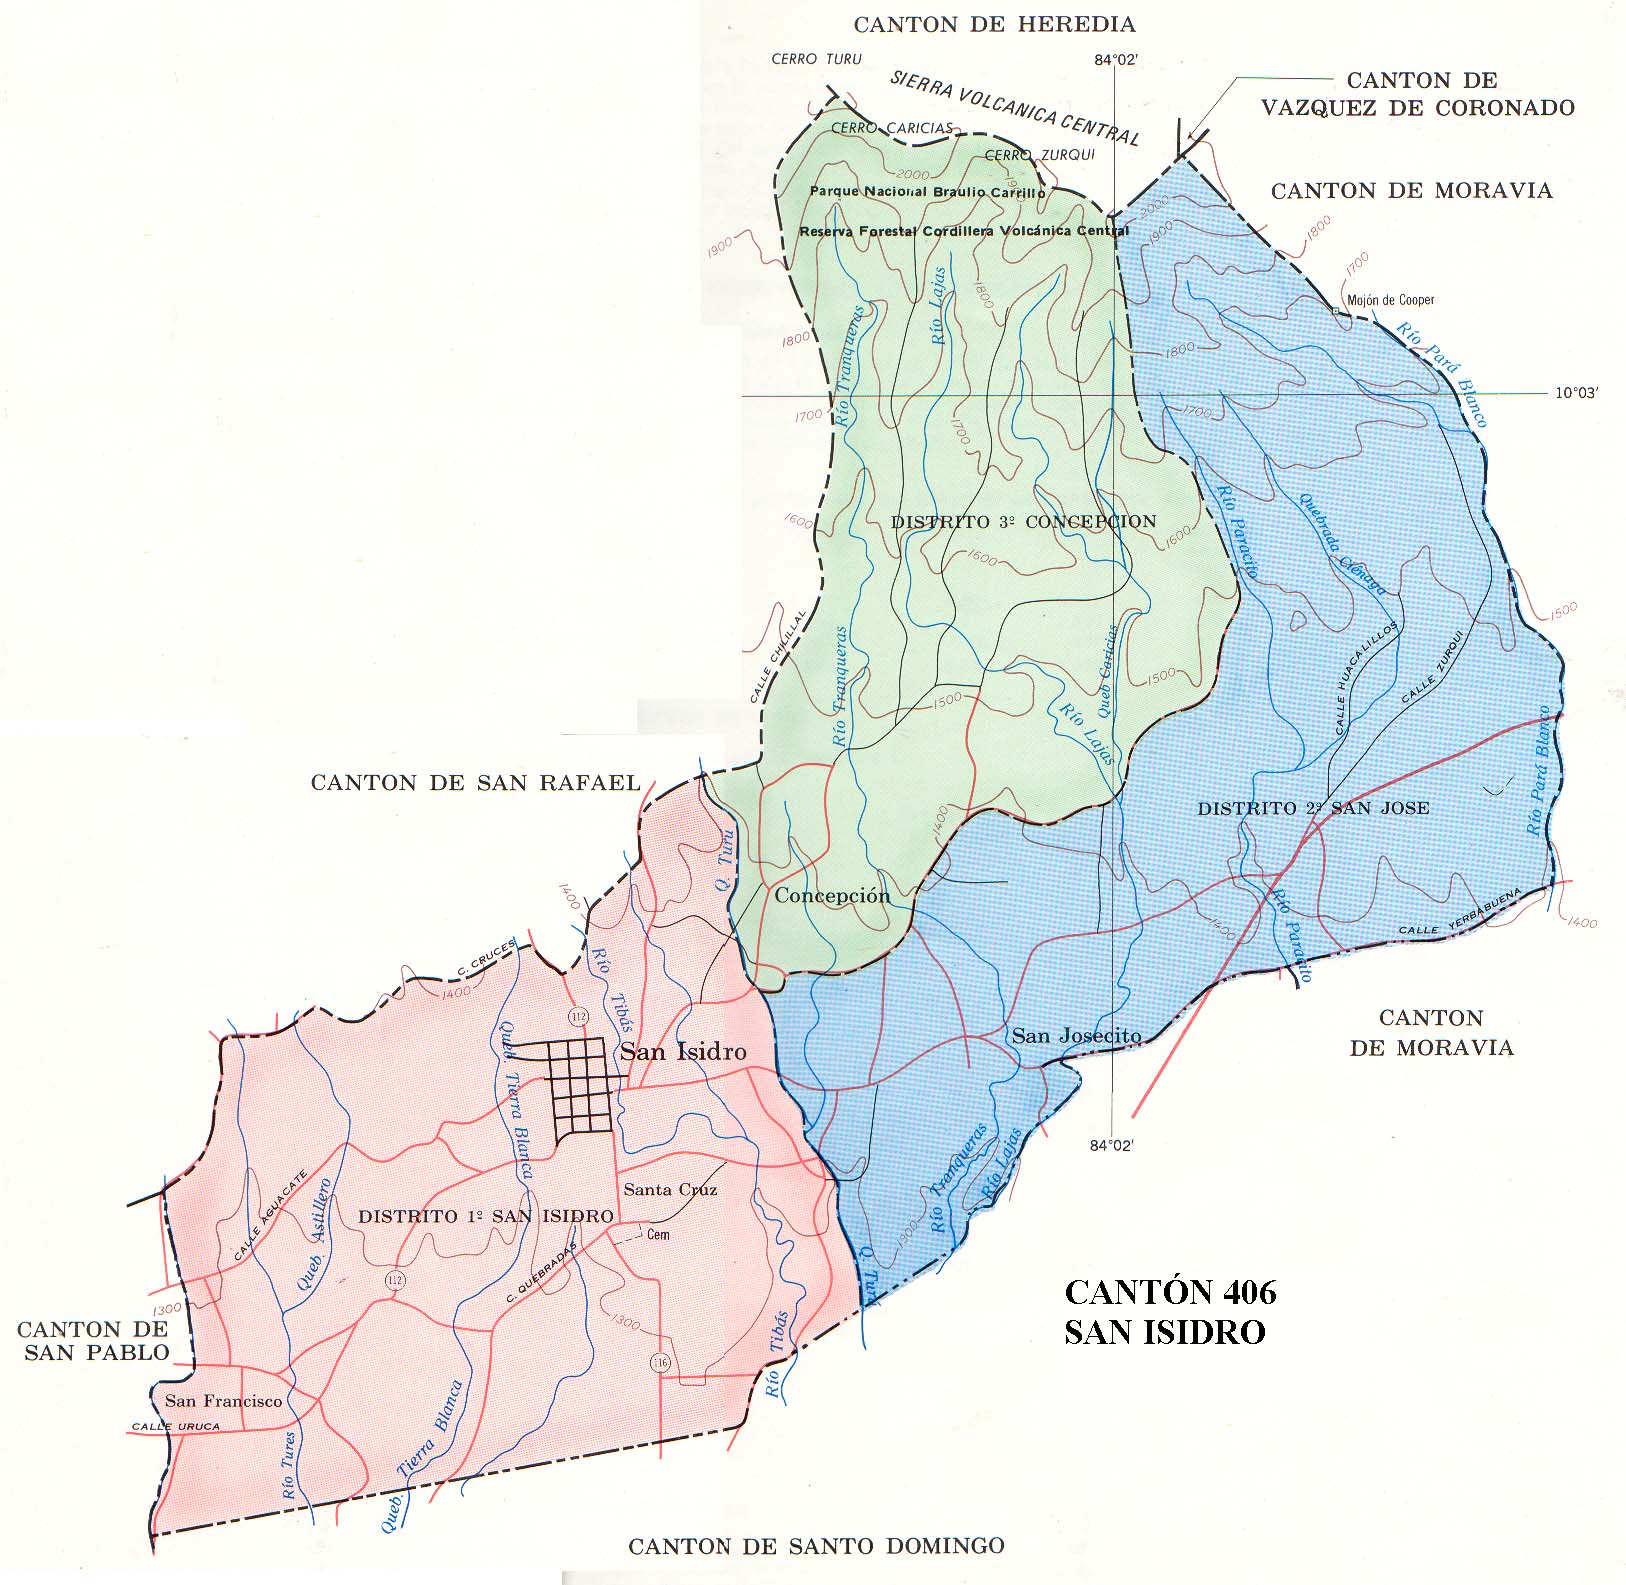 CANTON DE HEREDIA
CERRO TURU
84°02'
SIERRA VOLCANICA CENTRAL
CANTON DE
VAZQUEZ DE CORONADO
CERRO CARICIAS
CERRO ZURQUI
2000
1900
Parque Nacional Braulio Carrillo
CANTON DE MORAVIA
2000
1900
1800
Reserva Forestal Cordillera Volcánica Central
1900
1700
Mojón de Cooper
Río Lajas
1800
Río Tranqueras
1800
1800
Río Pará Blanco
10°03'
1700
1700
1700
Río Paracito
Quebrada Ciénaga
1600
DISTRITO 3º CONCEPCION
1600
1600
1500
CALLE CHILILLAL
Río Tranqueras
Queb Caricias
CALLE HUACALILLOS
CALLE ZURQUI
1500
1500
Río Lajas
Río Pará Blanco
CANTON DE SAN RAFAEL
DISTRITO 2º SAN JOSE
1400
Q. Turu
Concepción
1400
Río Paracito
CALLE YERBABUENA
1400
1400
C. CRUCES
1400
Río Tibás
112
CANTON
DE MORAVIA
San Josecito
San Isidro
Queb. Tierra Blanca
84°02'
Río Tranqueras
Río Lajas
Santa Cruz
CALLE AGUACATE
Queb. Astillero
DISTRITO 1º SAN ISIDRO
Cem
1300
C. QUEBRADAS
112
Q. Turú
CANTÓN 406
SAN ISIDRO
1300
1300
CANTON DE
SAN PABLO
Río Tibás
116
San Francisco
CALLE URUCA
Río Tures
Queb. Tierra Blanca
CANTON DE SANTO DOMINGO